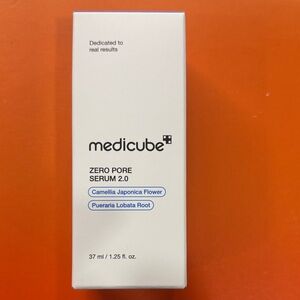 Dedicated to
real results
medicube
ZERO PORE
SERUM 2.0
Camellia Japonica Flower
Pueraria Lobata Root
37 ml / 1.25 fl. oz.